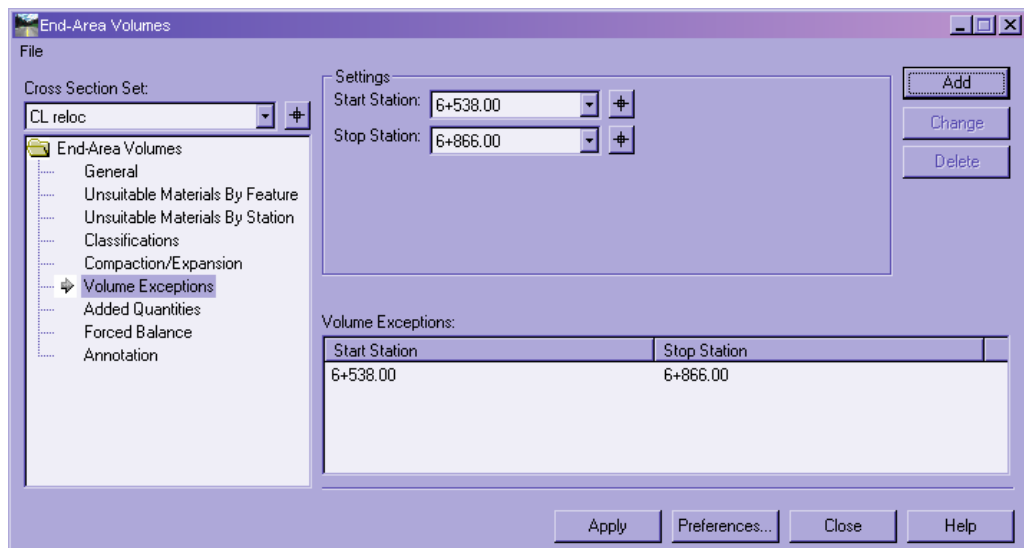 End-Area Volumes
File
Cross Section Set:
CL reloc
End-Area Volumes
General
Unsuitable Materials By Feature
Unsuitable Materials By Station
Classifications
Compaction/Expansion
Volume Exceptions
Added Quantities
Forced Balance
Annotation
Settings
Start Station: 6+538.00
Stop Station: 6+866.00
Add
Change
Delete
Volume Exceptions:
Start Station Stop Station
6+538.00 6+866.00
Apply Preferences... Close Help